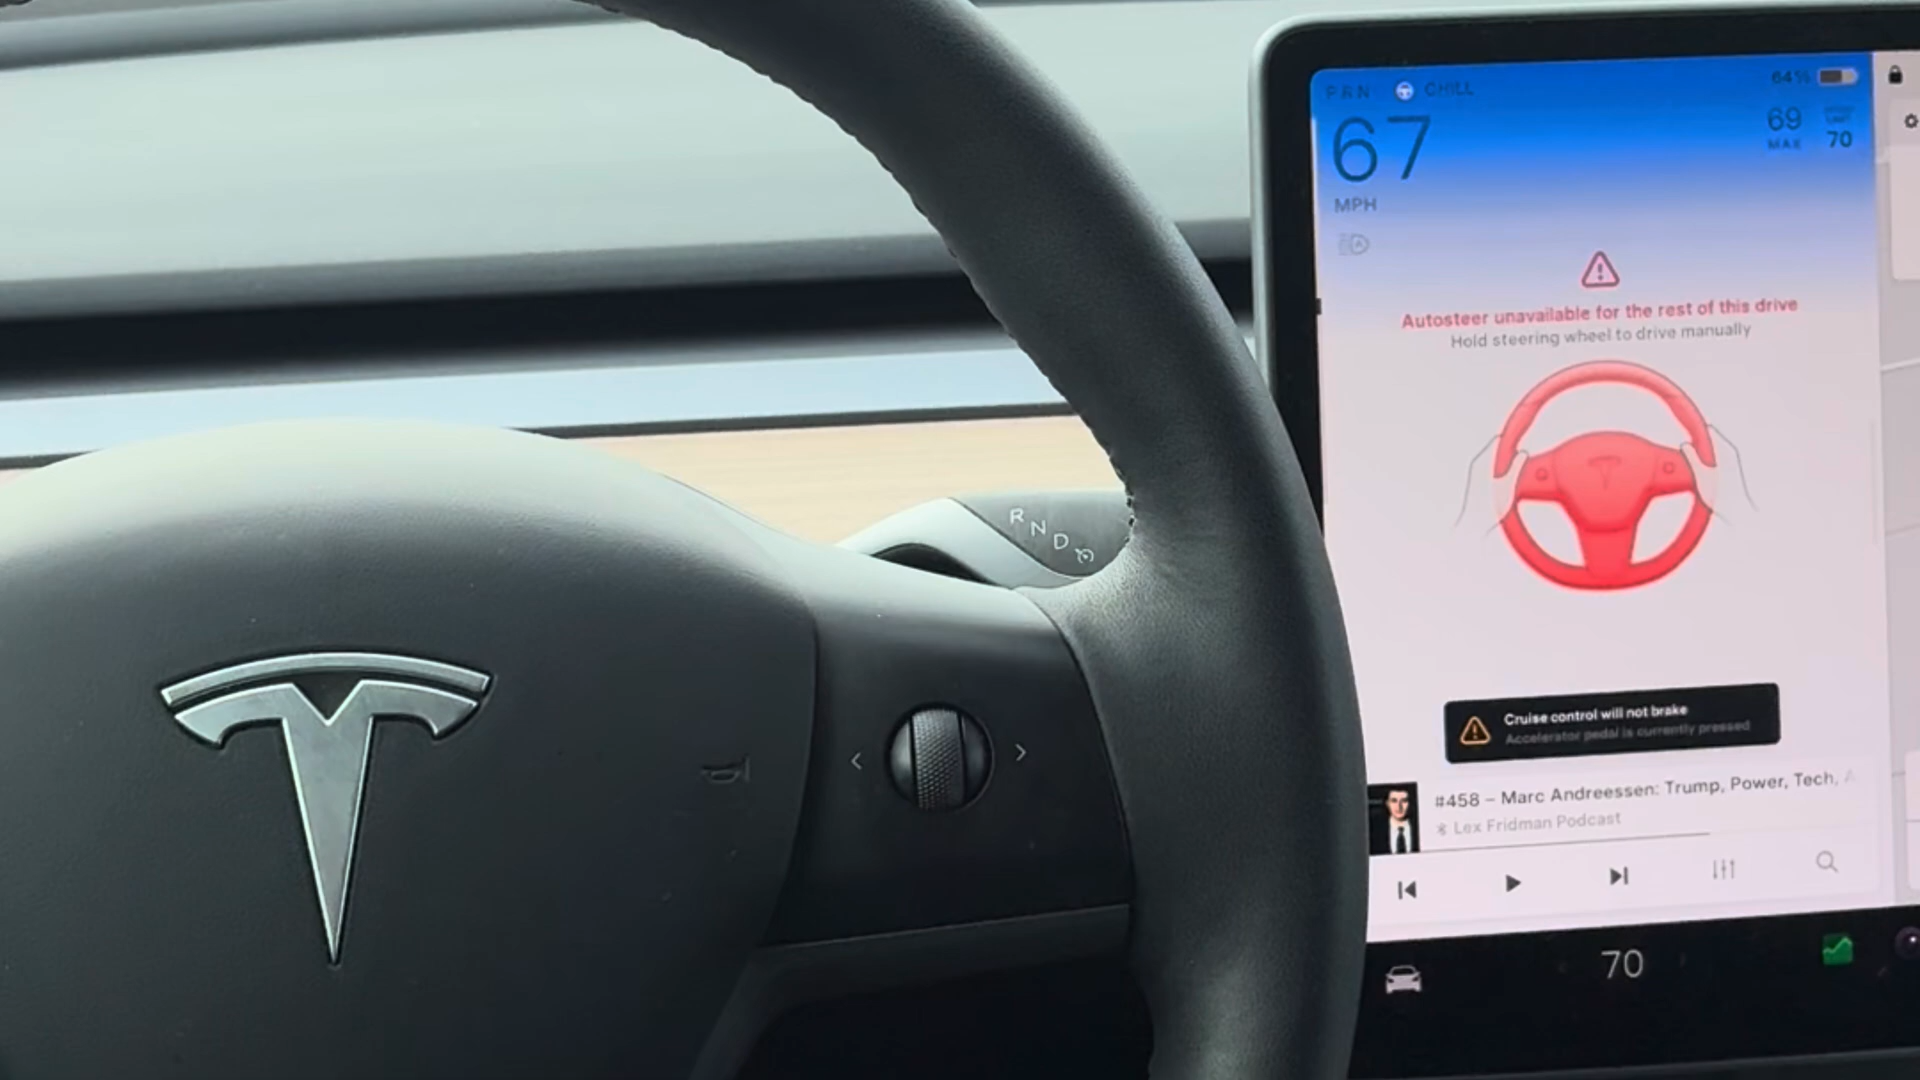 R
N
D
P R N CHILL
64%
67
MPH
69
MAX
LIMIT
70
Autosteer unavailable for the rest of this drive
Hold steering wheel to drive manually
Cruise control will not brake
Accelerator pedal is currently pressed
#458 – Marc Andreessen: Trump, Power, Tech, A
Lex Fridman Podcast
70